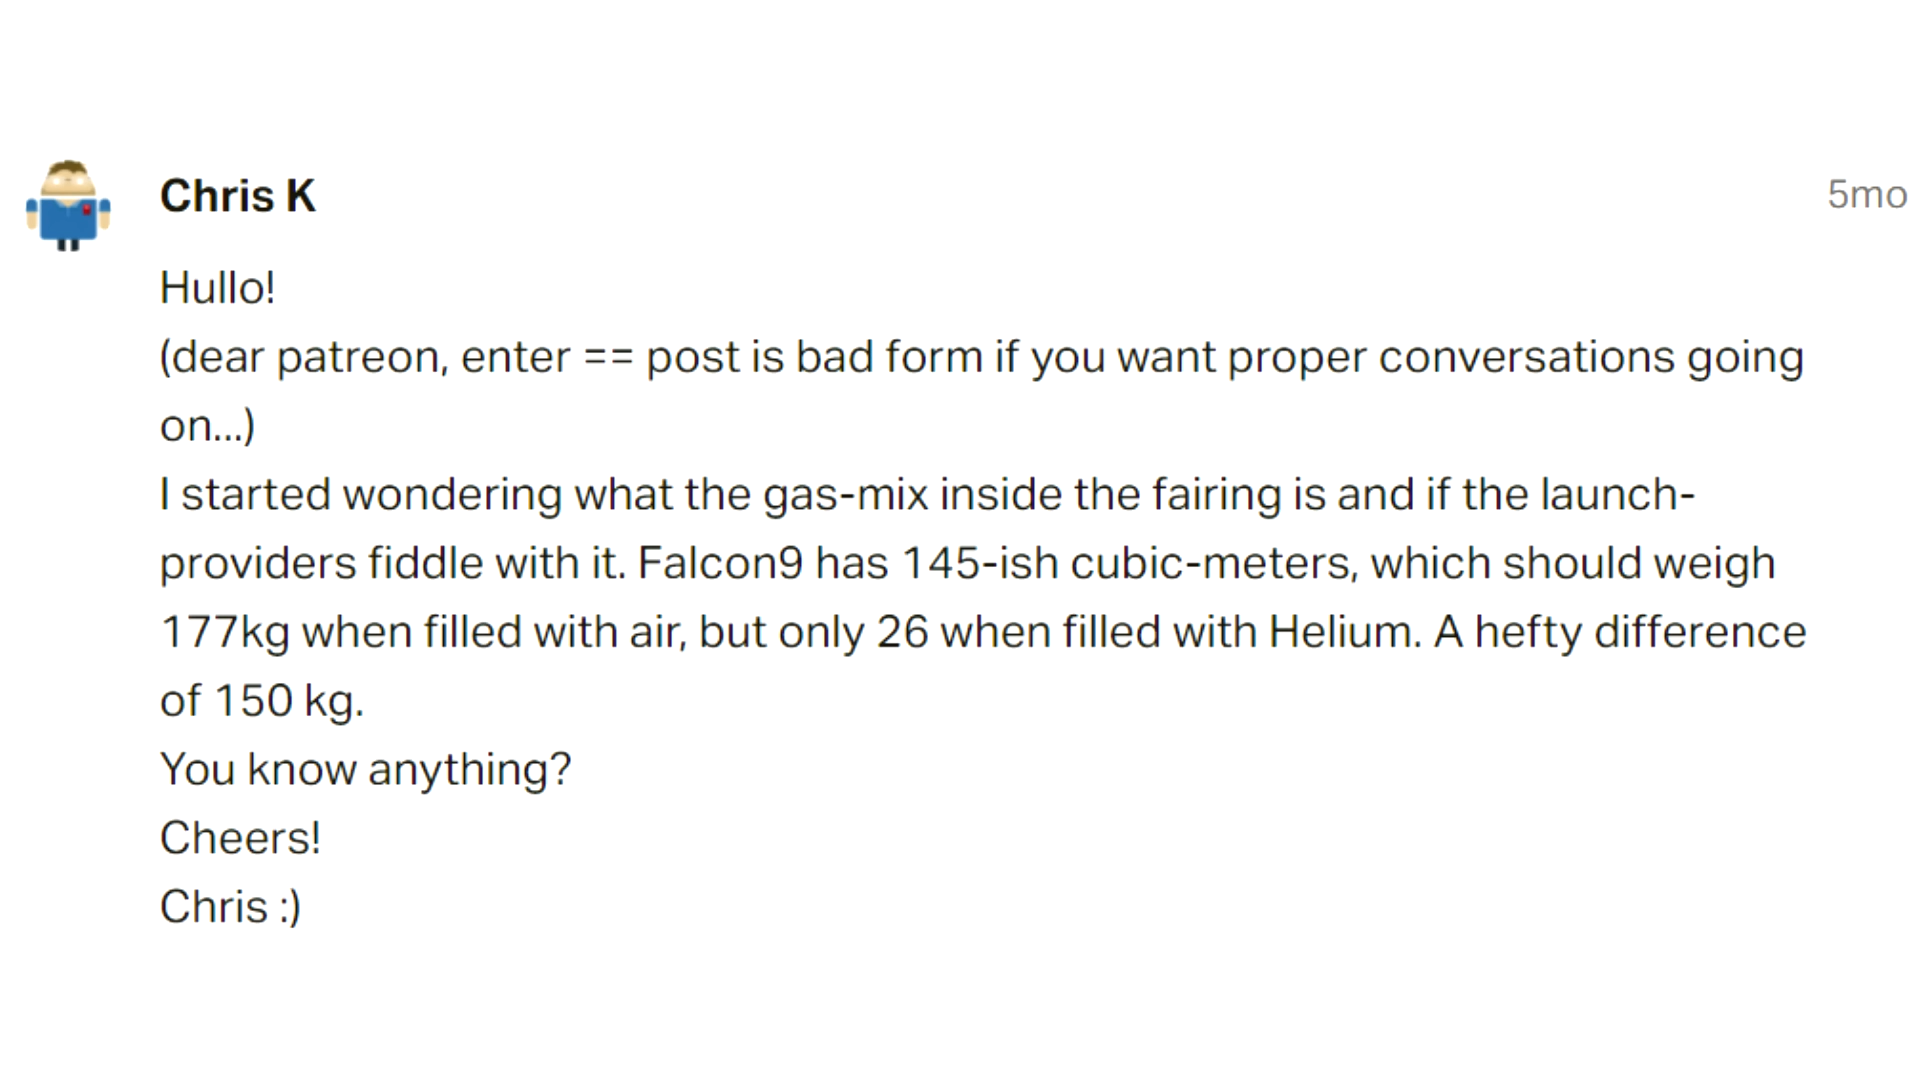 Chris K
5mo
Hullo!
(dear patreon, enter == post is bad form if you want proper conversations going
on...)
I started wondering what the gas-mix inside the fairing is and if the launch-
providers fiddle with it. Falcon9 has 145-ish cubic-meters, which should weigh
177kg when filled with air, but only 26 when filled with Helium. A hefty difference
of 150 kg.
You know anything?
Cheers!
Chris :)